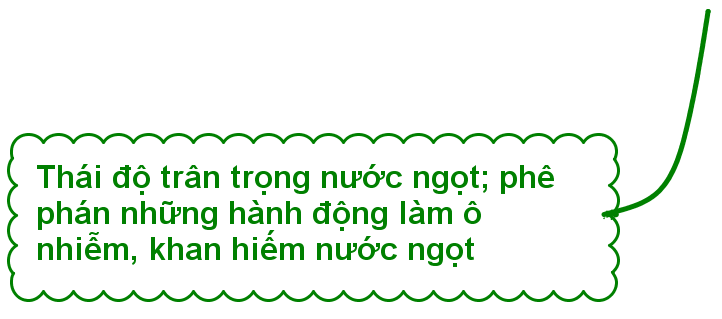 Thái độ trân trọng nước ngọt; phê
phán những hành động làm ô
nhiễm, khan hiếm nước ngọt